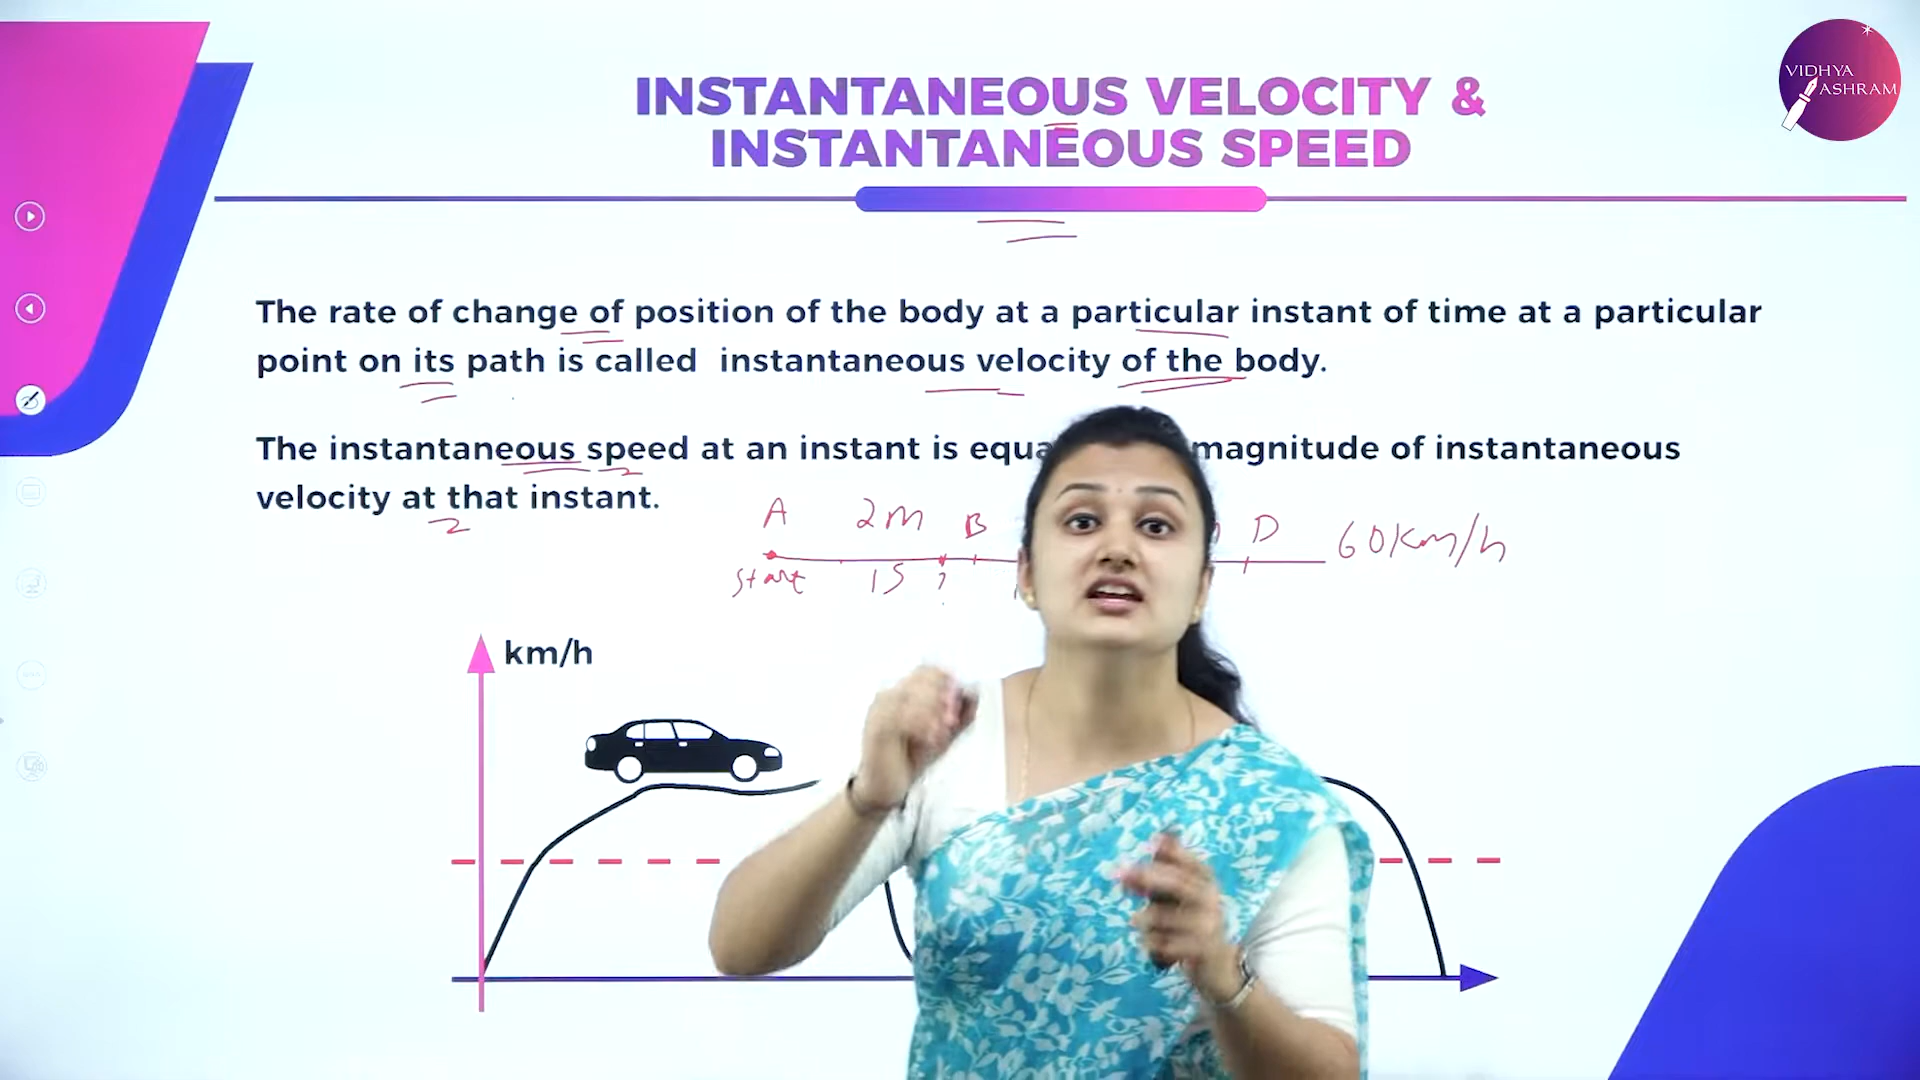 INSTANTANEOUS VELOCITY &
INSTANTANEOUS SPEED
VIDHYA
ASHRAM
The rate of change of position of the body at a particular instant of time at a particular
point on its path is called instantaneous velocity of the body.
The instantaneous speed at an instant is magnitude of instantaneous
velocity at that instant.
A 2m B D 60km/h
start 1s ?
km/h